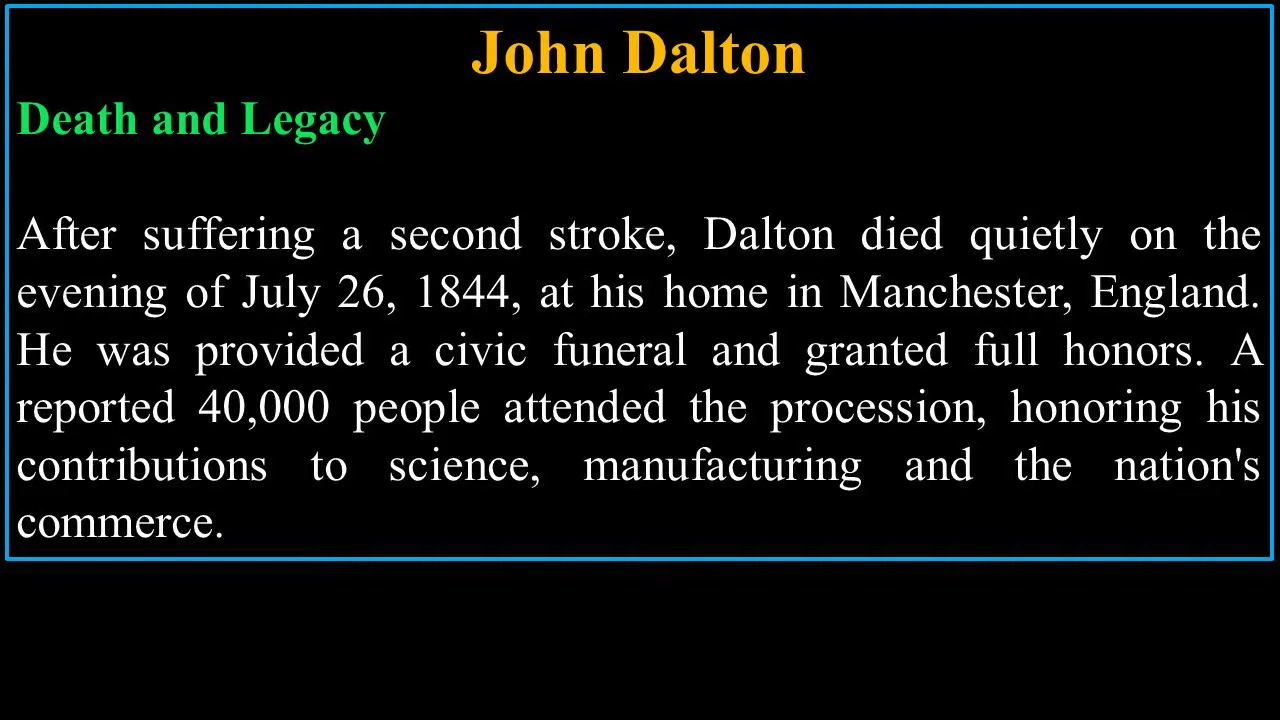 John Dalton
Death and Legacy
After suffering a second stroke, Dalton died quietly on the
evening of July 26, 1844, at his home in Manchester, England.
He was provided a civic funeral and granted full honors. A
reported 40,000 people attended the procession, honoring his
contributions to science, manufacturing and the nation's
commerce.